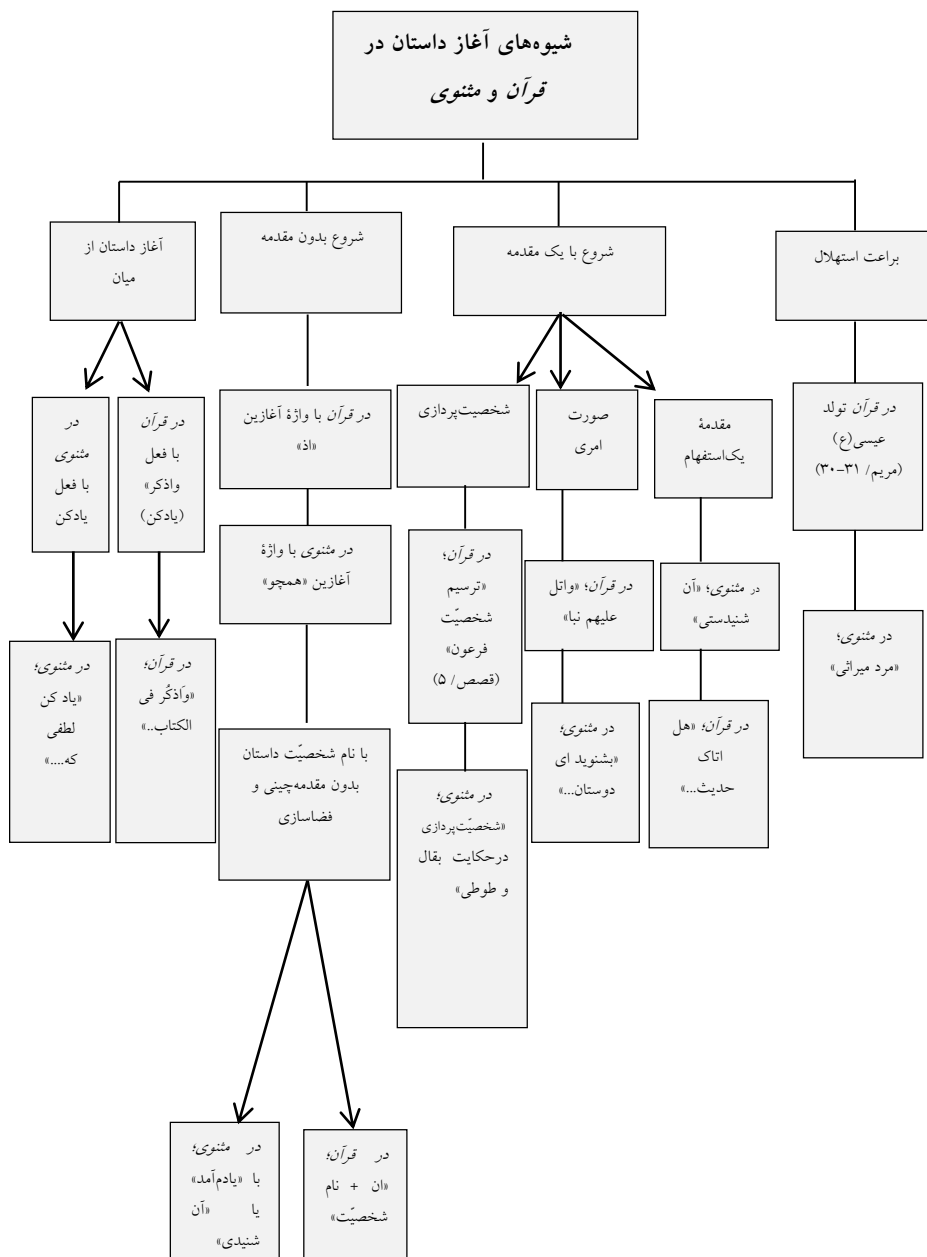 شیوه‌های آغاز داستان در
قرآن و مثنوی
براعت استهلال
شروع با یک مقدمه
شروع بدون مقدمه
آغاز داستان از
میان
در قرآن تولد
عیسی(ع)
(مریم/ ۳۱-۳۰)
در مثنوی؛
«مرد میراثی»
مقدمهٔ
یک‌استفهام
در مثنوی؛ «آن
شنیدستی»
در قرآن؛ «هل
اتاک
حدیث...»
صورت
امری
در قرآن؛ «واتل
علیهم نبا»
در مثنوی؛
«بشنوید ای
دوستان...»
شخصیت‌پردازی
در قرآن؛
«ترسیم
شخصیّت
فرعون»
(قصص/ ۵)
در مثنوی؛
«شخصیّت‌پردازی
درحکایت بقال
و طوطی»
در قرآن با واژهٔ آغازین
«اذ»
در مثنوی با واژهٔ
آغازین «همچو»
با نام شخصیّت داستان
بدون مقدمه‌چینی و
فضاسازی
در قرآن؛
«ان + نام
شخصیّت»
در مثنوی؛
با «یادم‌آمد»
یا «آن
شنیدی»
در قرآن
با فعل
واذکر»
(یادکن)
در قرآن؛
«وَاذکُر فی
الکتاب..»
در
مثنوی
با فعل
یادکن
در مثنوی؛
«یاد کن
لطفی
که....»